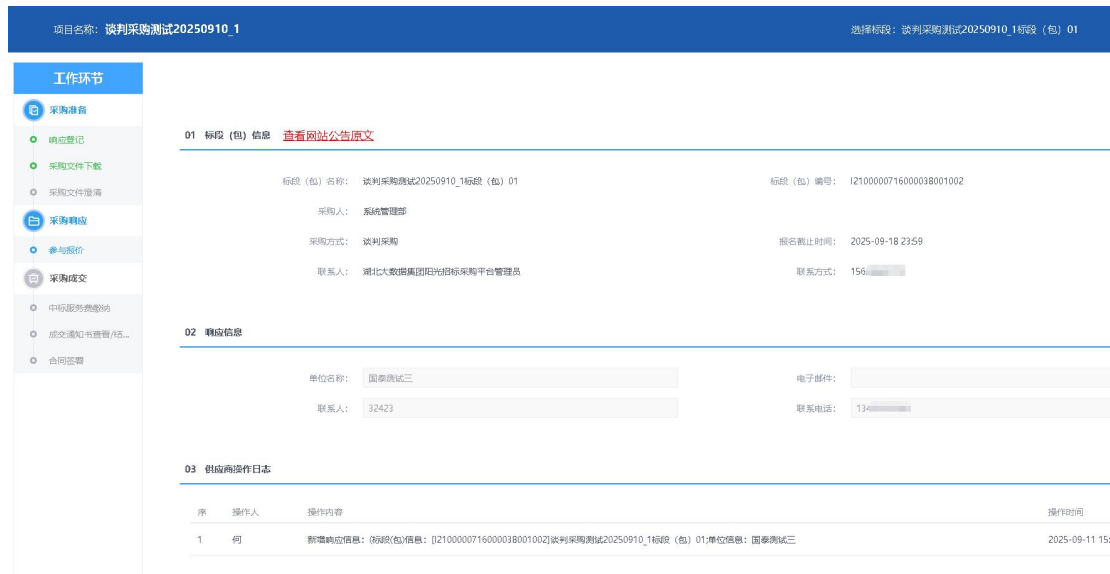 项目名称：谈判采购测试20250910_1 选择标段：谈判采购测试20250910_1标段（包）01
工作环节
采购准备
响应登记
采购文件下载
采购文件澄清
采购响应
参与报价
采购成交
中标服务费缴纳
成交通知书查看/结...
合同签署
01 标段（包）信息 查看网站公告原文
标段（包）名称： 谈判采购测试20250910_1标段（包）01 标段（包）编号： I2100000716000038001002
采购人： 系统管理部
采购方式： 谈判采购 报名截止时间： 2025-09-18 23:59
联系人： 湖北大数据集团阳光招标采购平台管理员 联系方式： 156
02 响应信息
单位名称： 国泰测试三 电子邮件：
联系人： 32423 联系电话： 134
03 供应商操作日志
序 操作人 操作内容 操作时间
1 何 新增响应信息：(标段(包)信息：[I2100000716000038001002]谈判采购测试20250910_1标段（包）01;单位信息：国泰测试三 2025-09-11 15: